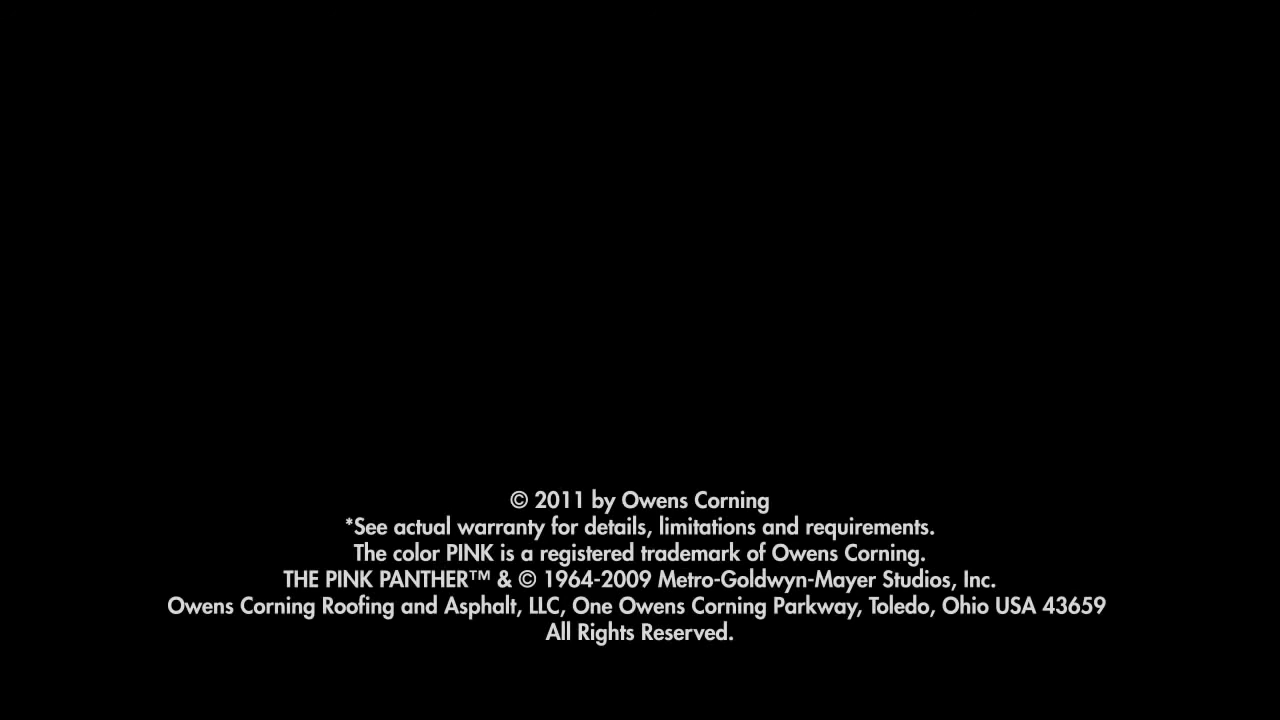 © 2011 by Owens Corning
*See actual warranty for details, limitations and requirements.
The color PINK is a registered trademark of Owens Corning.
THE PINK PANTHER™ & © 1964-2009 Metro-Goldwyn-Mayer Studios, Inc.
Owens Corning Roofing and Asphalt, LLC, One Owens Corning Parkway, Toledo, Ohio USA 43659
All Rights Reserved.